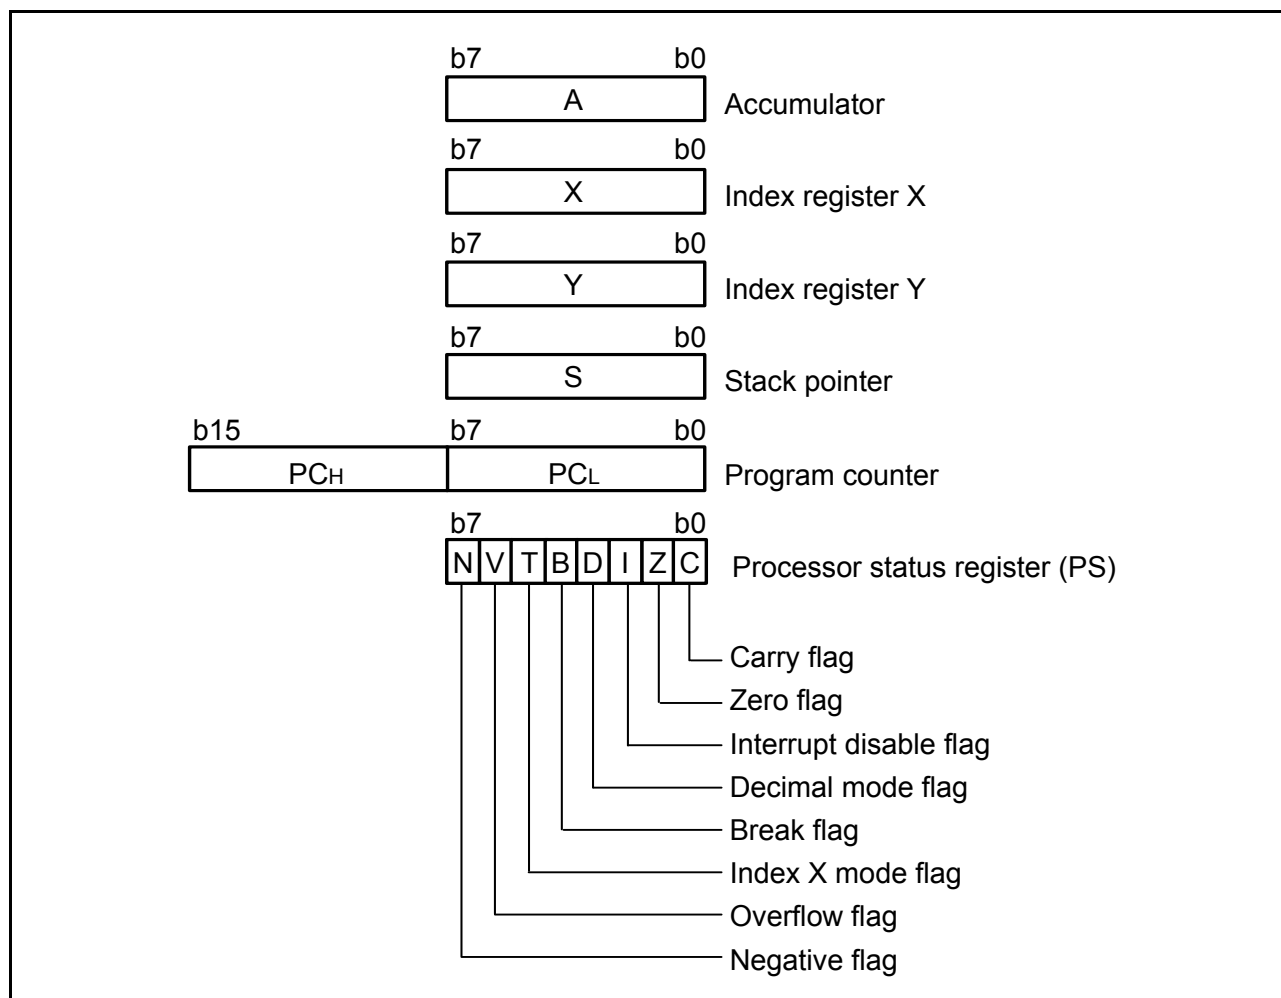 b7 b0
A Accumulator
b7 b0
X Index register X
b7 b0
Y Index register Y
b7 b0
S Stack pointer
b15 b7 b0
PCH PCL Program counter
b7 b0
N V T B D I Z C Processor status register (PS)
Carry flag
Zero flag
Interrupt disable flag
Decimal mode flag
Break flag
Index X mode flag
Overflow flag
Negative flag